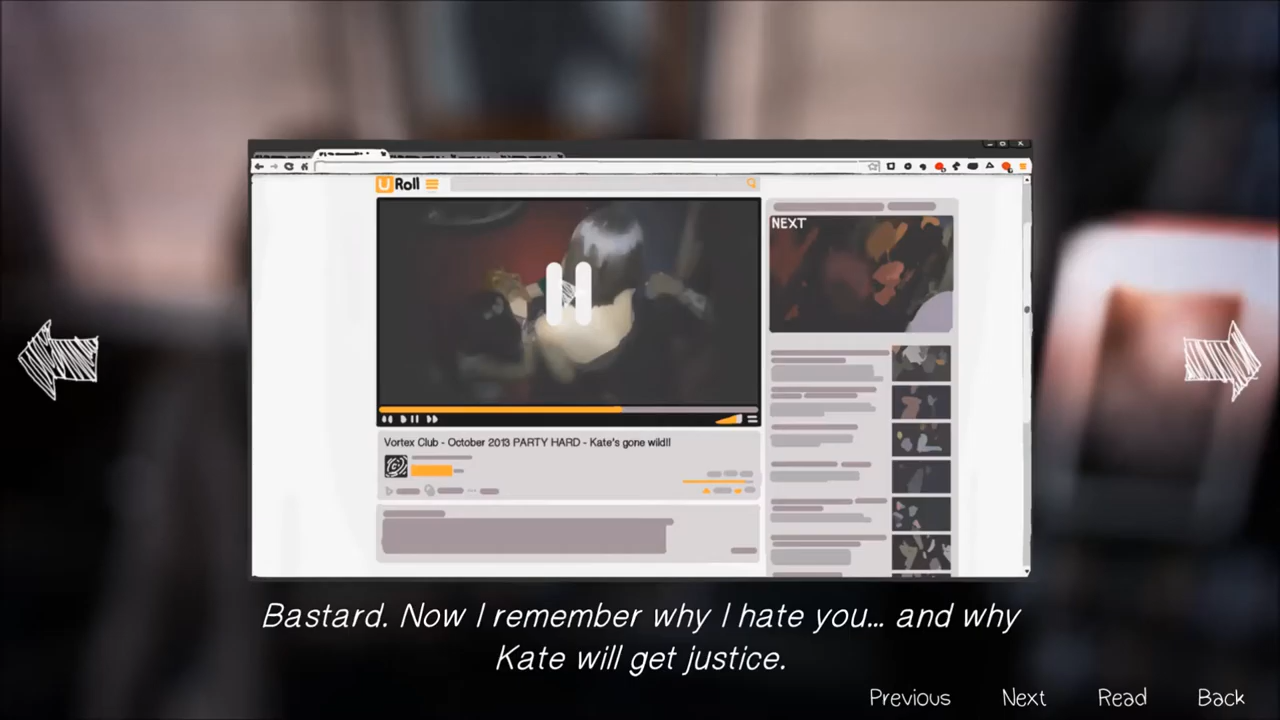 U Roll
NEXT
Vortex Club - October 2013 PARTY HARD - Kate's gone wild!!
Bastard. Now I remember why I hate you... and why
Kate will get justice.
Previous Next Read Back